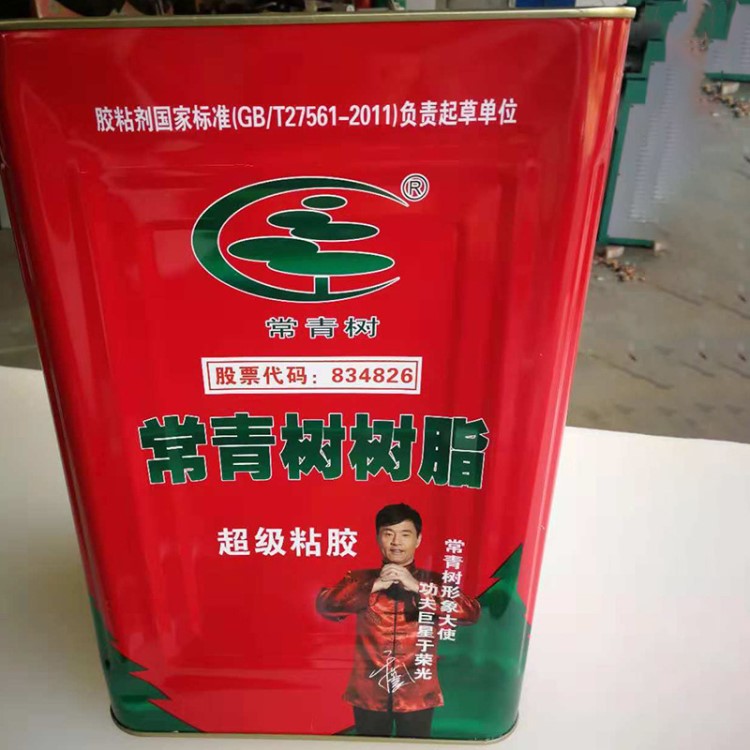 胶粘剂国家标准(GB/T27561-2011)负责起草单位
®
常青树
股票代码：834826
常青树树脂
超级粘胶
常青树形象大使
功夫巨星于荣光